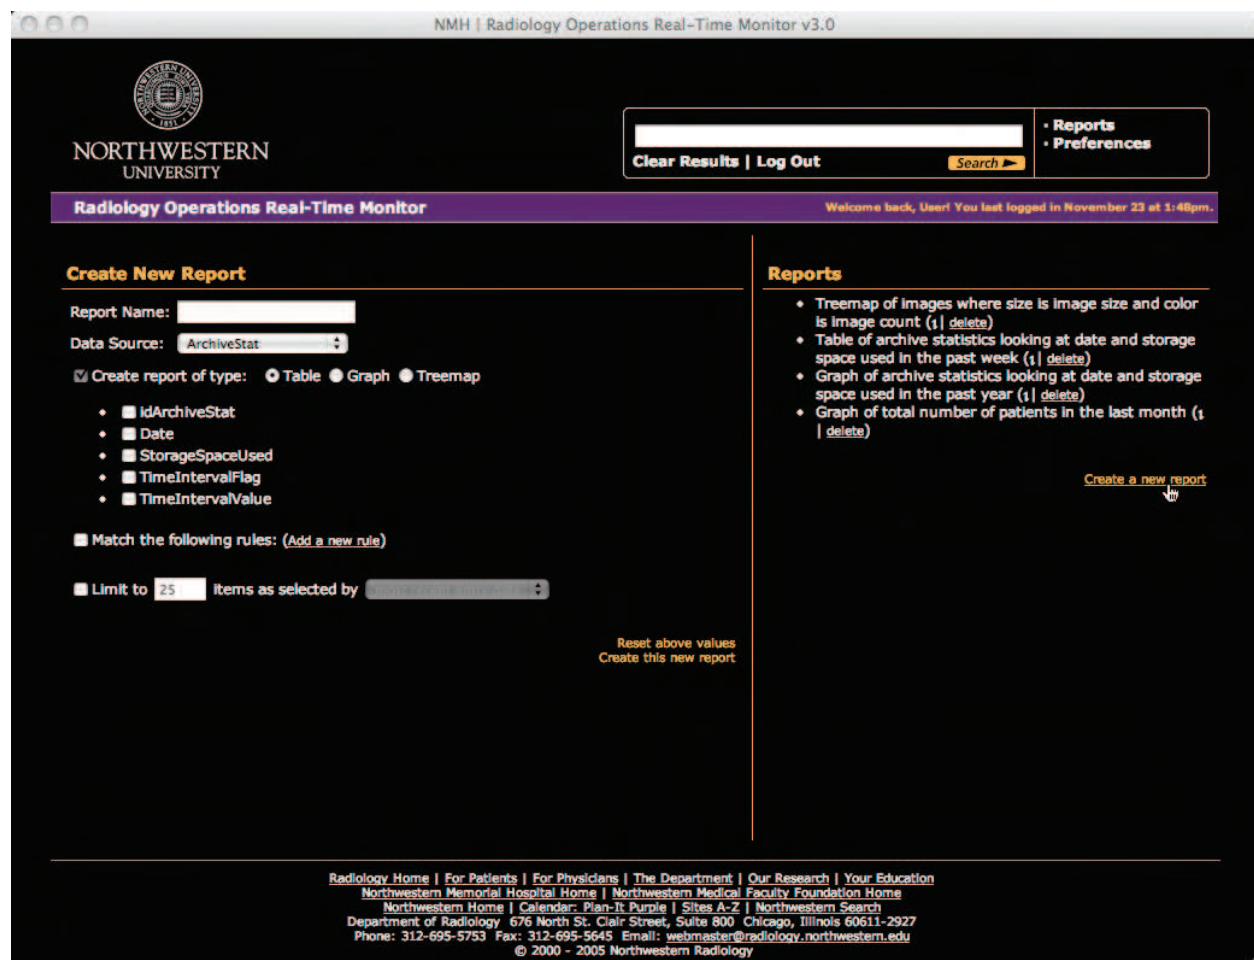 NMH | Radiology Operations Real-Time Monitor v3.0
NORTHWESTERN UNIVERSITY
1851
NORTHWESTERN
UNIVERSITY
Clear Results | Log Out
Search
· Reports
· Preferences
Radiology Operations Real-Time Monitor
Welcome back, User! You last logged in November 23 at 1:48pm.
Create New Report
Report Name:
Data Source: ArchiveStat
Create report of type: Table Graph Treemap
• idArchiveStat
• Date
• StorageSpaceUsed
• TimeIntervalFlag
• TimeIntervalValue
Match the following rules: (Add a new rule)
Limit to 25 items as selected by
Reset above values
Create this new report
Reports
• Treemap of images where size is image size and color
is image count (1| delete)
• Table of archive statistics looking at date and storage
space used in the past week (1| delete)
• Graph of archive statistics looking at date and storage
space used in the past year (1| delete)
• Graph of total number of patients in the last month (1
| delete)
Create a new report
Radiology Home | For Patients | For Physicians | The Department | Our Research | Your Education
Northwestern Memorial Hospital Home | Northwestern Medical Faculty Foundation Home
Northwestern Home | Calendar: Plan-It Purple | Sites A-Z | Northwestern Search
Department of Radiology 676 North St. Clair Street, Suite 800 Chicago, Illinois 60611-2927
Phone: 312-695-5753 Fax: 312-695-5645 Email: webmaster@radiology.northwestern.edu
© 2000 - 2005 Northwestern Radiology